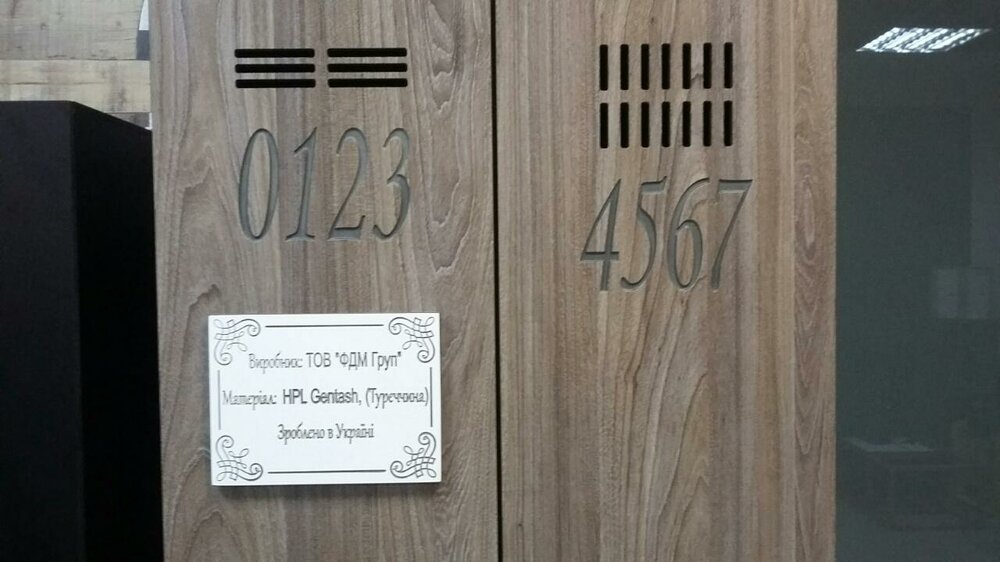 0123
4567
Виробник: ТОВ "ФДМ Груп"
Матеріал: HPL Gentash, (Туреччина)
Зроблено в Україні